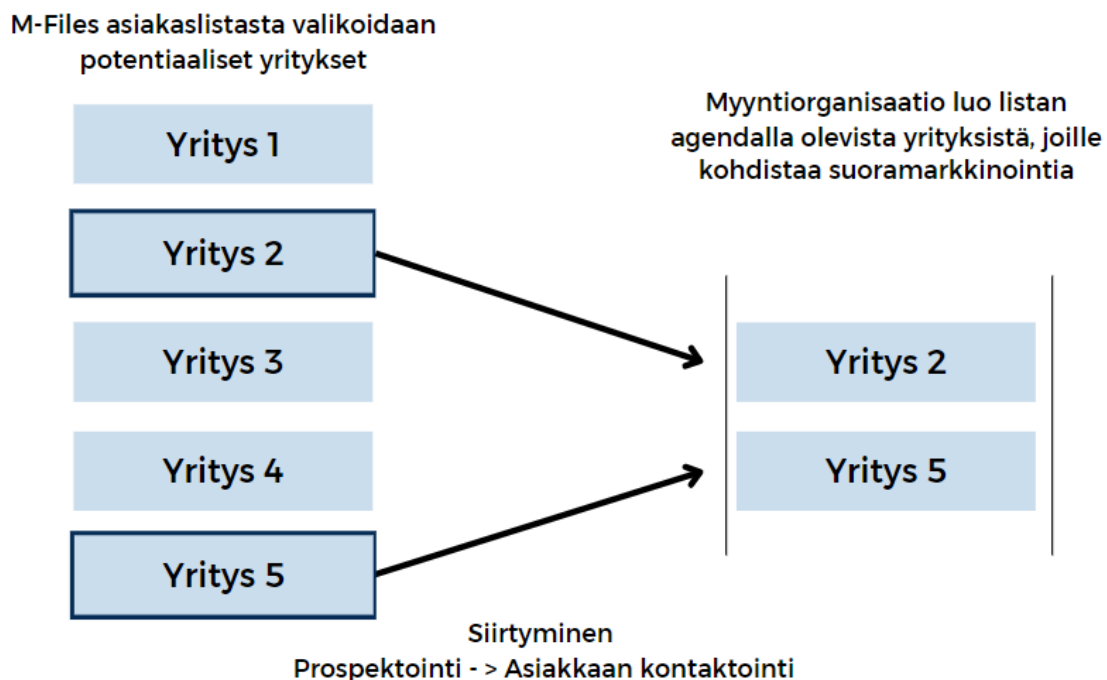 M-Files asiakaslistasta valikoidaan
potentiaaliset yritykset
Yritys 1
Yritys 2
Yritys 3
Yritys 4
Yritys 5
Myyntiorganisaatio luo listan
agendalla olevista yrityksistä, joille
kohdistaa suoramarkkinointia
Yritys 2
Yritys 5
Siirtyminen
Prospektointi - > Asiakkaan kontaktointi